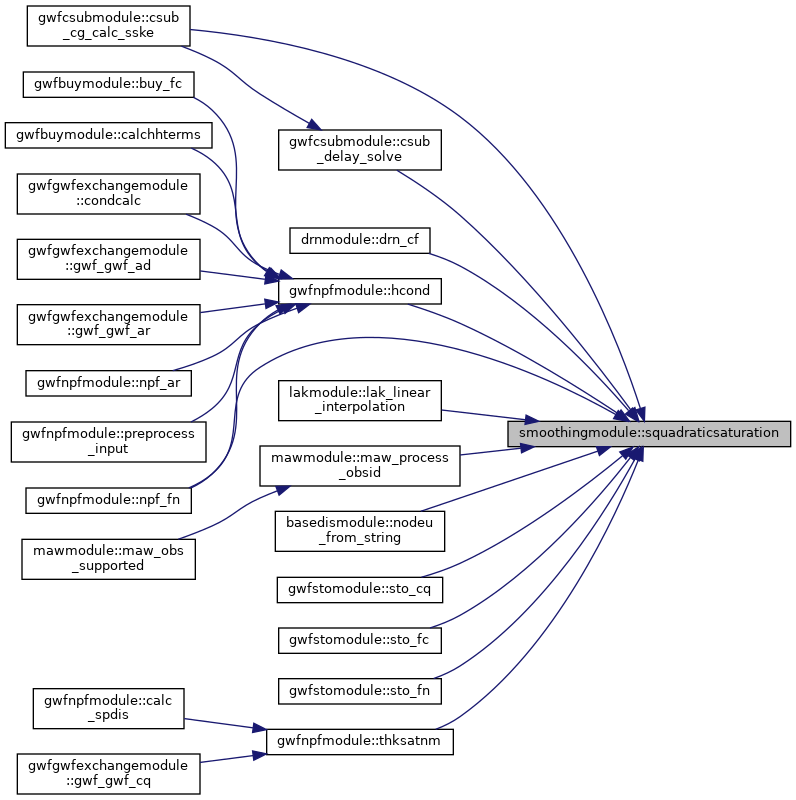 gwfcsubmodule::csub
_cg_calc_sske
gwfbuymodule::buy_fc
gwfbuymodule::calchhterms
gwfgwfexchangemodule
::condcalc
gwfgwfexchangemodule
::gwf_gwf_ad
gwfgwfexchangemodule
::gwf_gwf_ar
gwfnpfmodule::npf_ar
gwfnpfmodule::preprocess
_input
gwfnpfmodule::npf_fn
mawmodule::maw_obs
_supported
gwfnpfmodule::calc
_spdis
gwfgwfexchangemodule
::gwf_gwf_cq
gwfcsubmodule::csub
_delay_solve
drnmodule::drn_cf
gwfnpfmodule::hcond
lakmodule::lak_linear
_interpolation
mawmodule::maw_process
_obsid
basedismodule::nodeu
_from_string
gwfstomodule::sto_cq
gwfstomodule::sto_fc
gwfstomodule::sto_fn
gwfnpfmodule::thksatnm
smoothingmodule::squadraticsaturation